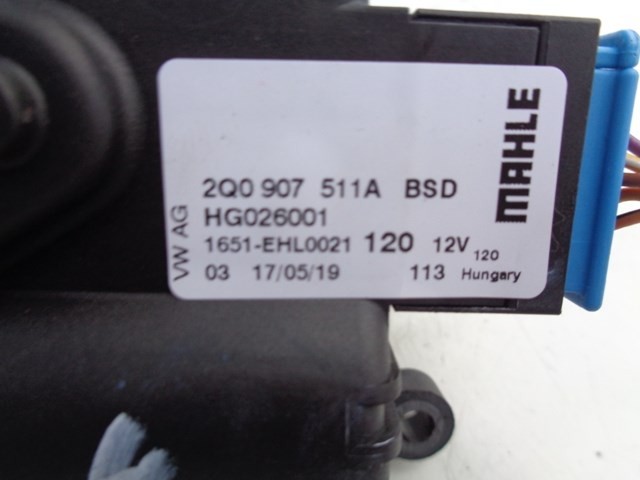 2Q0 907 511A BSD
HG026001
1651-EHL0021 120 12V 120
03 17/05/19 113 Hungary
VW AG
MAHLE